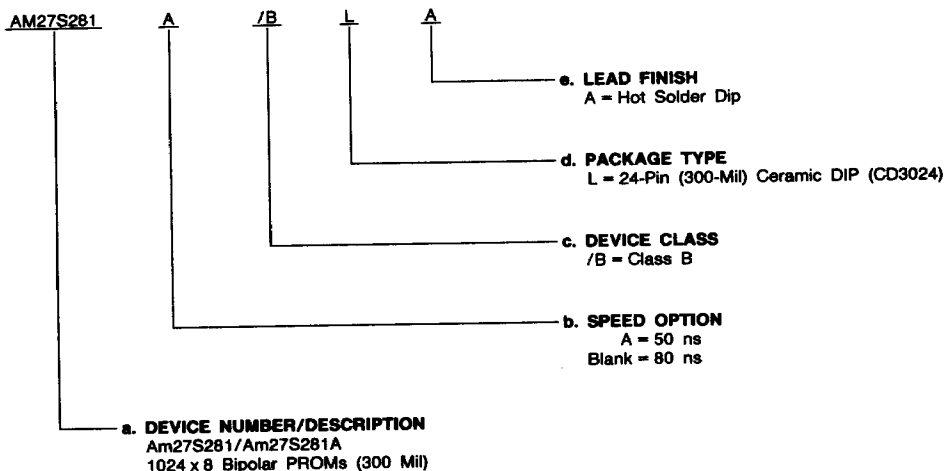 AM27S281 A /B L A
e. LEAD FINISH
A = Hot Solder Dip
d. PACKAGE TYPE
L = 24-Pin (300-Mil) Ceramic DIP (CD3024)
c. DEVICE CLASS
/B = Class B
b. SPEED OPTION
A = 50 ns
Blank = 80 ns
a. DEVICE NUMBER/DESCRIPTION
Am27S281/Am27S281A
1024 x 8 Bipolar PROMs (300 Mil)